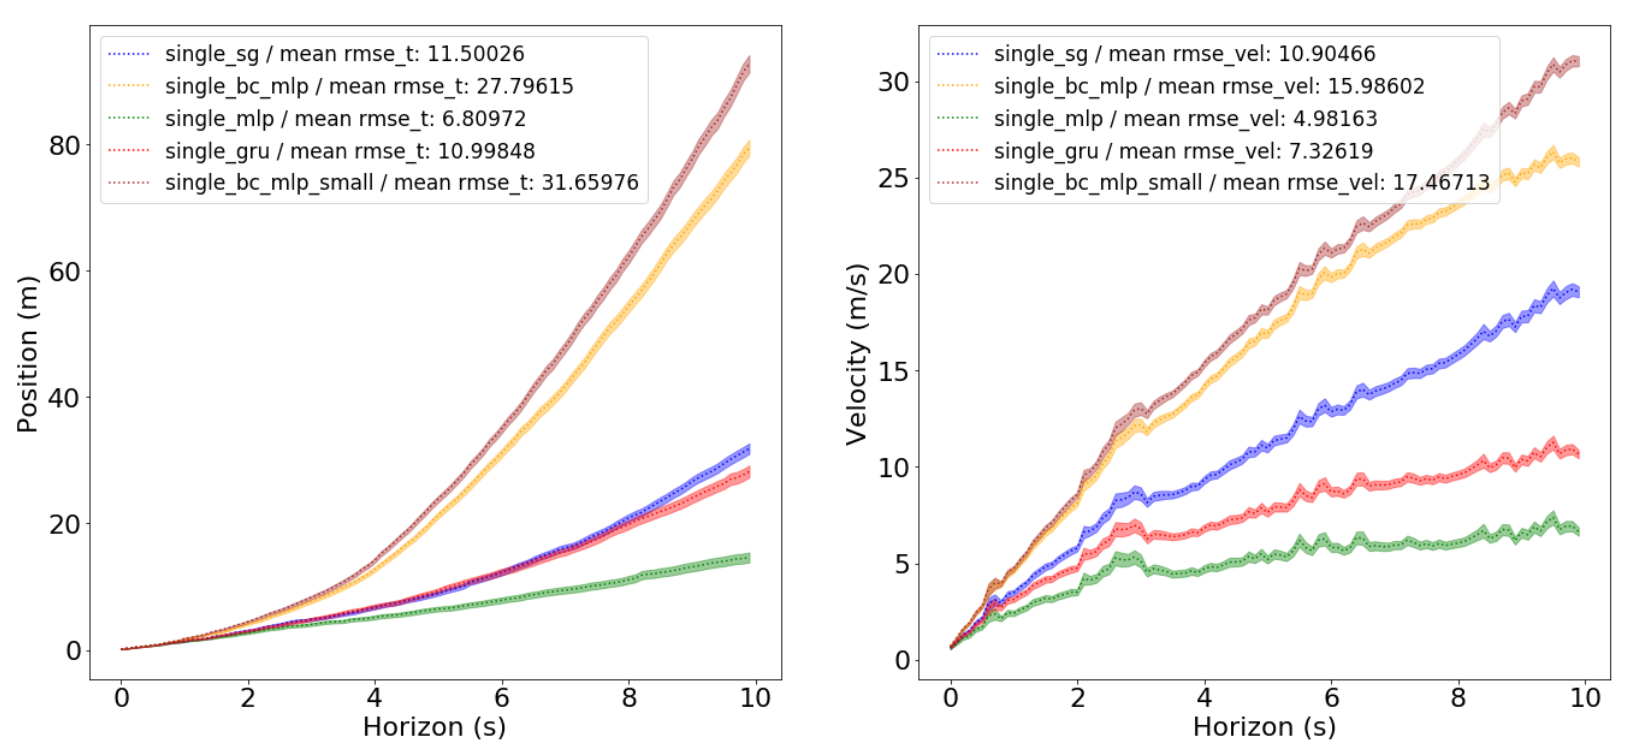 single_sg / mean rmse_t: 11.50026
single_bc_mlp / mean rmse_t: 27.79615
single_mlp / mean rmse_t: 6.80972
single_gru / mean rmse_t: 10.99848
single_bc_mlp_small / mean rmse_t: 31.65976
80
60
40
20
0
Position (m)
0 2 4 6 8 10
Horizon (s)
single_sg / mean rmse_vel: 10.90466
single_bc_mlp / mean rmse_vel: 15.98602
single_mlp / mean rmse_vel: 4.98163
single_gru / mean rmse_vel: 7.32619
single_bc_mlp_small / mean rmse_vel: 17.46713
30
25
20
15
10
5
0
Velocity (m/s)
0 2 4 6 8 10
Horizon (s)